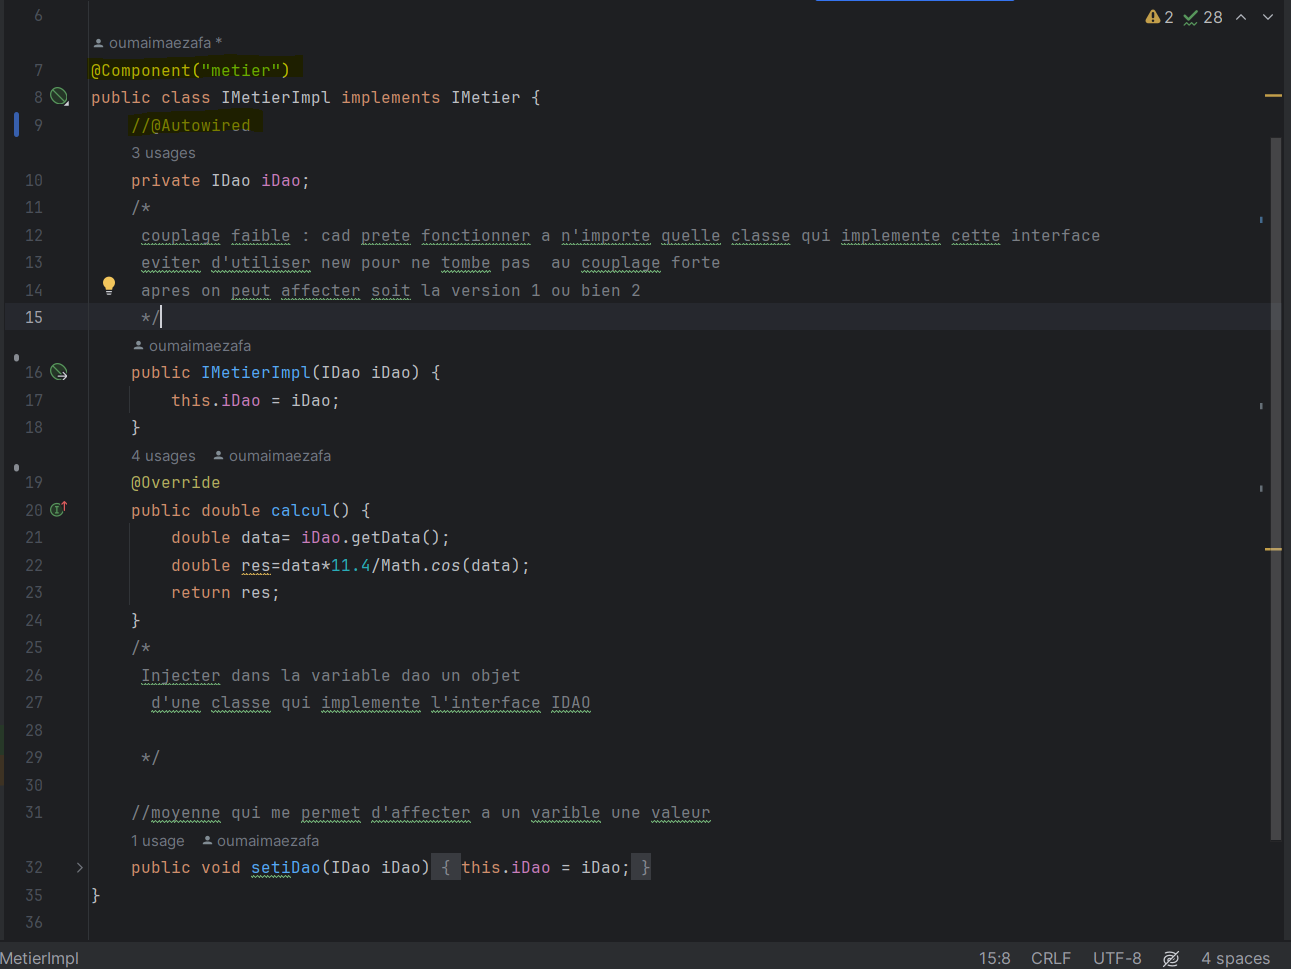 2 28
6
oumaimaezafa *
7 @Component("metier")
8 public class IMetierImpl implements IMetier {
9 //@Autowired
3 usages
10 private IDao iDao;
11 /*
12 couplage faible : cad prete fonctionner a n'importe quelle classe qui implemente cette interface
13 eviter d'utiliser new pour ne tombe pas  au couplage forte
14 apres on peut affecter soit la version 1 ou bien 2
15 */
oumaimaezafa
16 public IMetierImpl(IDao iDao) {
17 this.iDao = iDao;
18 }
4 usages oumaimaezafa
19 @Override
20 public double calcul() {
21 double data= iDao.getData();
22 double res=data*11.4/Math.cos(data);
23 return res;
24 }
25 /*
26 Injecter dans la variable dao un objet
27 d'une classe qui implemente l'interface IDAO
28
29 */
30
31 //moyenne qui me permet d'affecter a un varible une valeur
1 usage oumaimaezafa
32 public void setiDao(IDao iDao) { this.iDao = iDao; }
35 }
36
MetierImpl 15:8 CRLF UTF-8 4 spaces